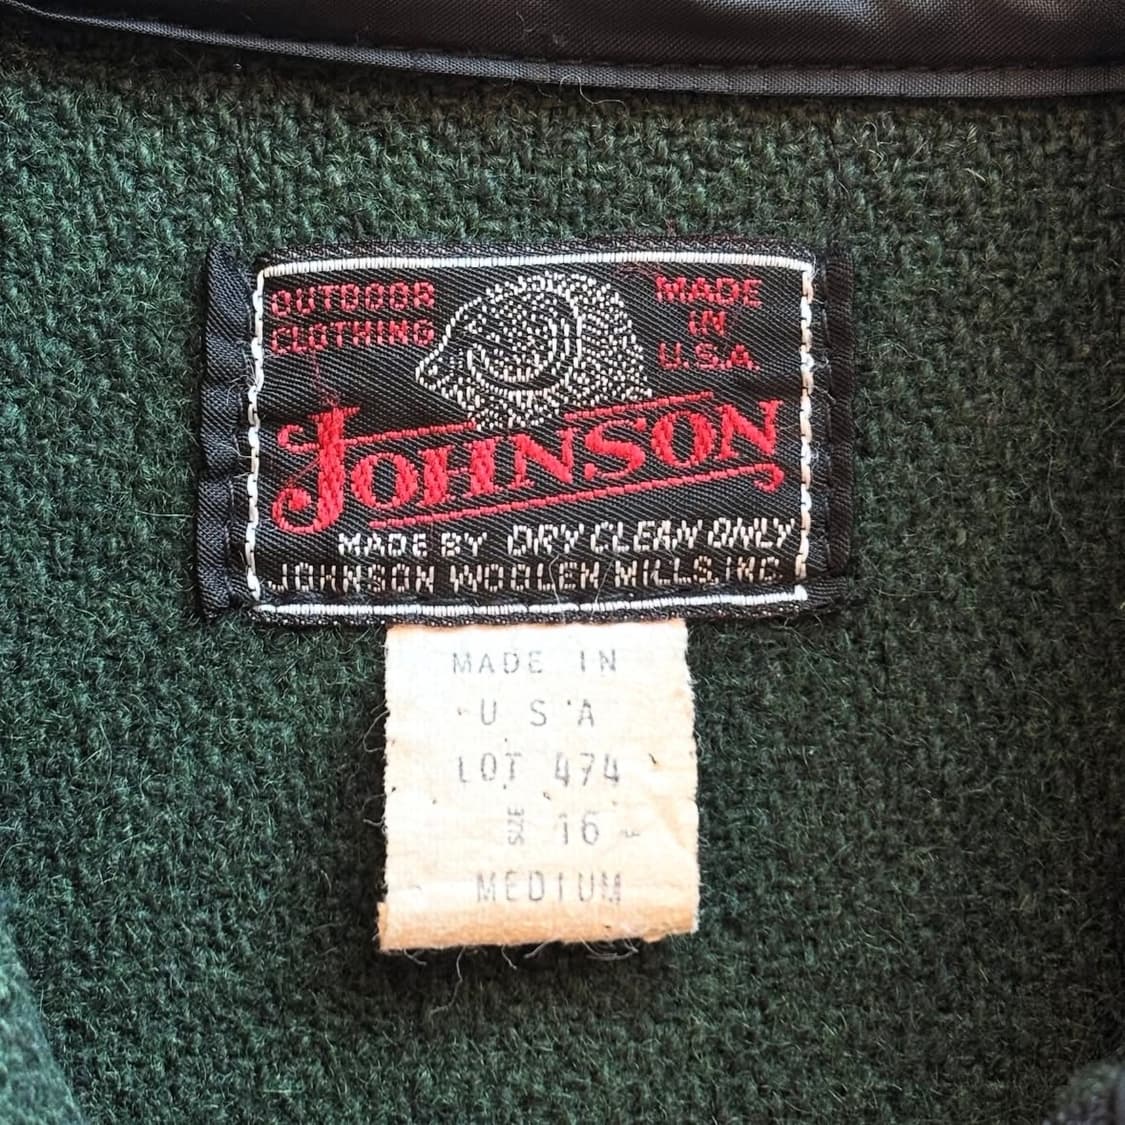 OUTDOOR
CLOTHING
MADE
IN
U.S.A.
JOHNSON
MADE BY DRY CLEAN ONLY
JOHNSON WOOLEN MILLS, INC
MADE IN
U S A
LOT 474
SIZE 16
MEDIUM